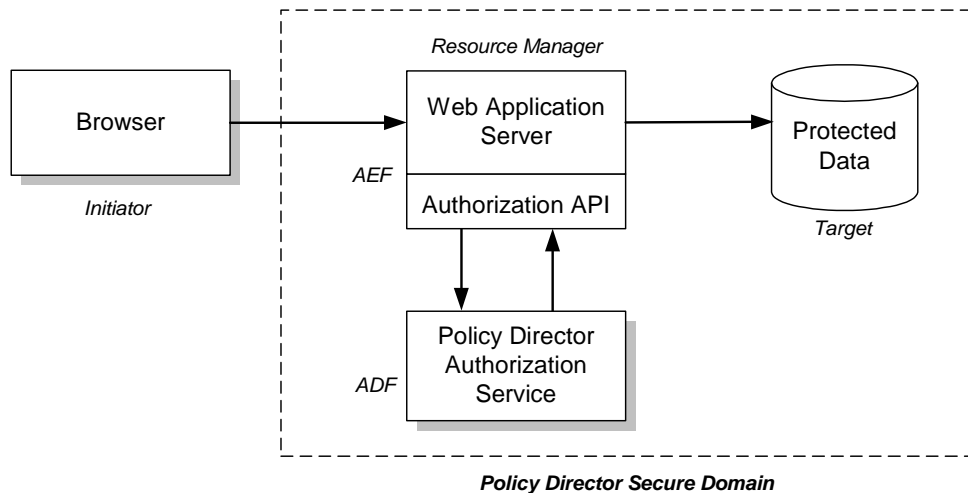 Resource Manager
Browser
Initiator
Web Application
Server
AEF
Authorization API
Protected
Data
Target
Policy Director
Authorization
Service
ADF
Policy Director Secure Domain